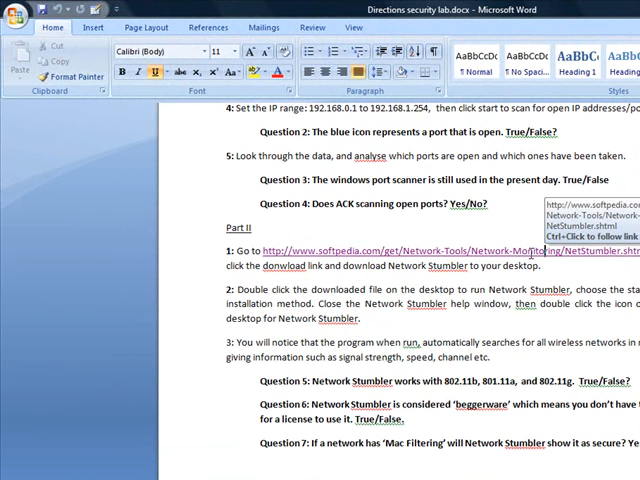 Directions security lab.docx - Microsoft Word
Home Insert Page Layout References Mailings Review View
Paste Cut Copy Format Painter Clipboard
Calibri (Body) 11 Font
Paragraph
AaBbCcDc AaBbCcDc AaBbC AaBb
¶ Normal ¶ No Spaci... Heading 1 Heading
Styles
4: Set the IP range: 192.168.0.1 to 192.168.1.254, then click start to scan for open IP addresses/po
Question 2: The blue icon represents a port that is open. True/False?
5: Look through the data, and analyse which ports are open and which ones have been taken.
Question 3: The windows port scanner is still used in the present day. True/False
Question 4: Does ACK scanning open ports? Yes/No?
http://www.softpedia.co
Network-Tools/Network-
NetStumbler.shtml
Ctrl+Click to follow link
Part II
1: Go to http://www.softpedia.com/get/Network-Tools/Network-Monitoring/NetStumbler.shtm
click the donwload link and download Network Stumbler to your desktop.
2: Double click the downloaded file on the desktop to run Network Stumbler, choose the sta
installation method. Close the Network Stumbler help window, then double click the icon o
desktop for Network Stumbler.
3: You will notice that the program when run, automatically searches for all wireless networks in r
giving information such as signal strength, speed, channel etc.
Question 5: Network Stumbler works with 802.11b, 801.11a, and 802.11g. True/False?
Question 6: Network Stumbler is considered 'beggerware' which means you don't have t
for a license to use it. True/False.
Question 7: If a network has 'Mac Filtering' will Network Stumbler show it as secure? Ye